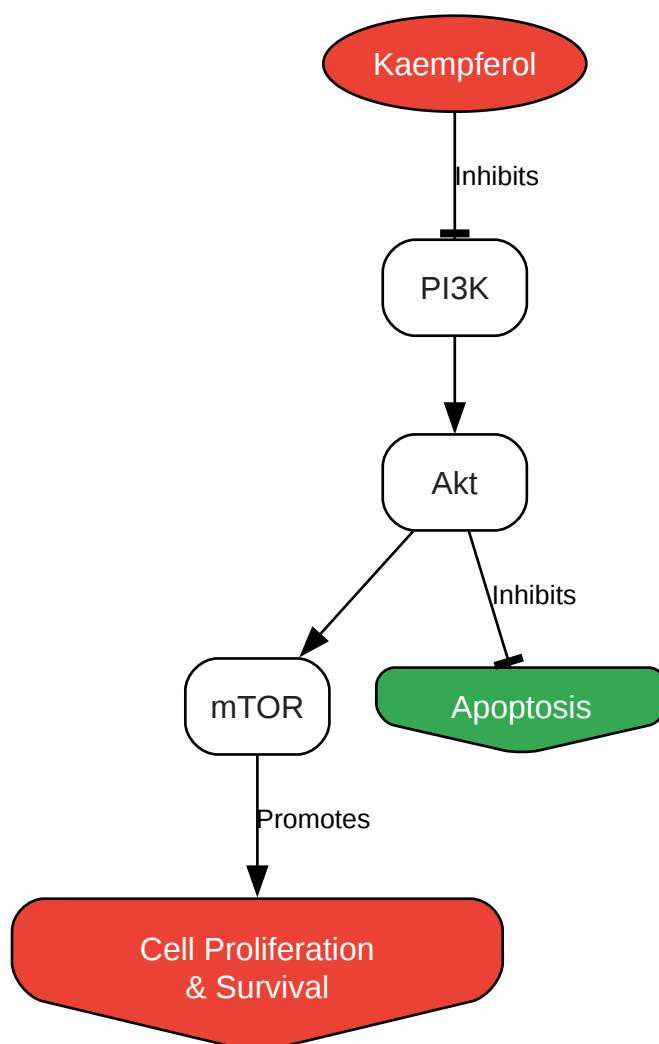 Kaempferol
Inhibits
PI3K
Akt
Inhibits
mTOR
Apoptosis
Promotes
Cell Proliferation
& Survival